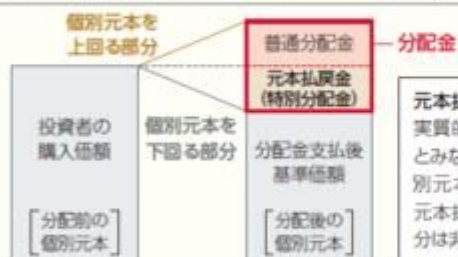 個別元本を
上回る部分
普通分配金
分配金
元本払戻金
(特別分配金)
投資者の
購入価額
個別元本を
下回る部分
分配金支払後
基準価額
[分配前の
個別元本]
[分配後の
個別元本]
元本払
実質的
とみな
別元本
元本払
分は非